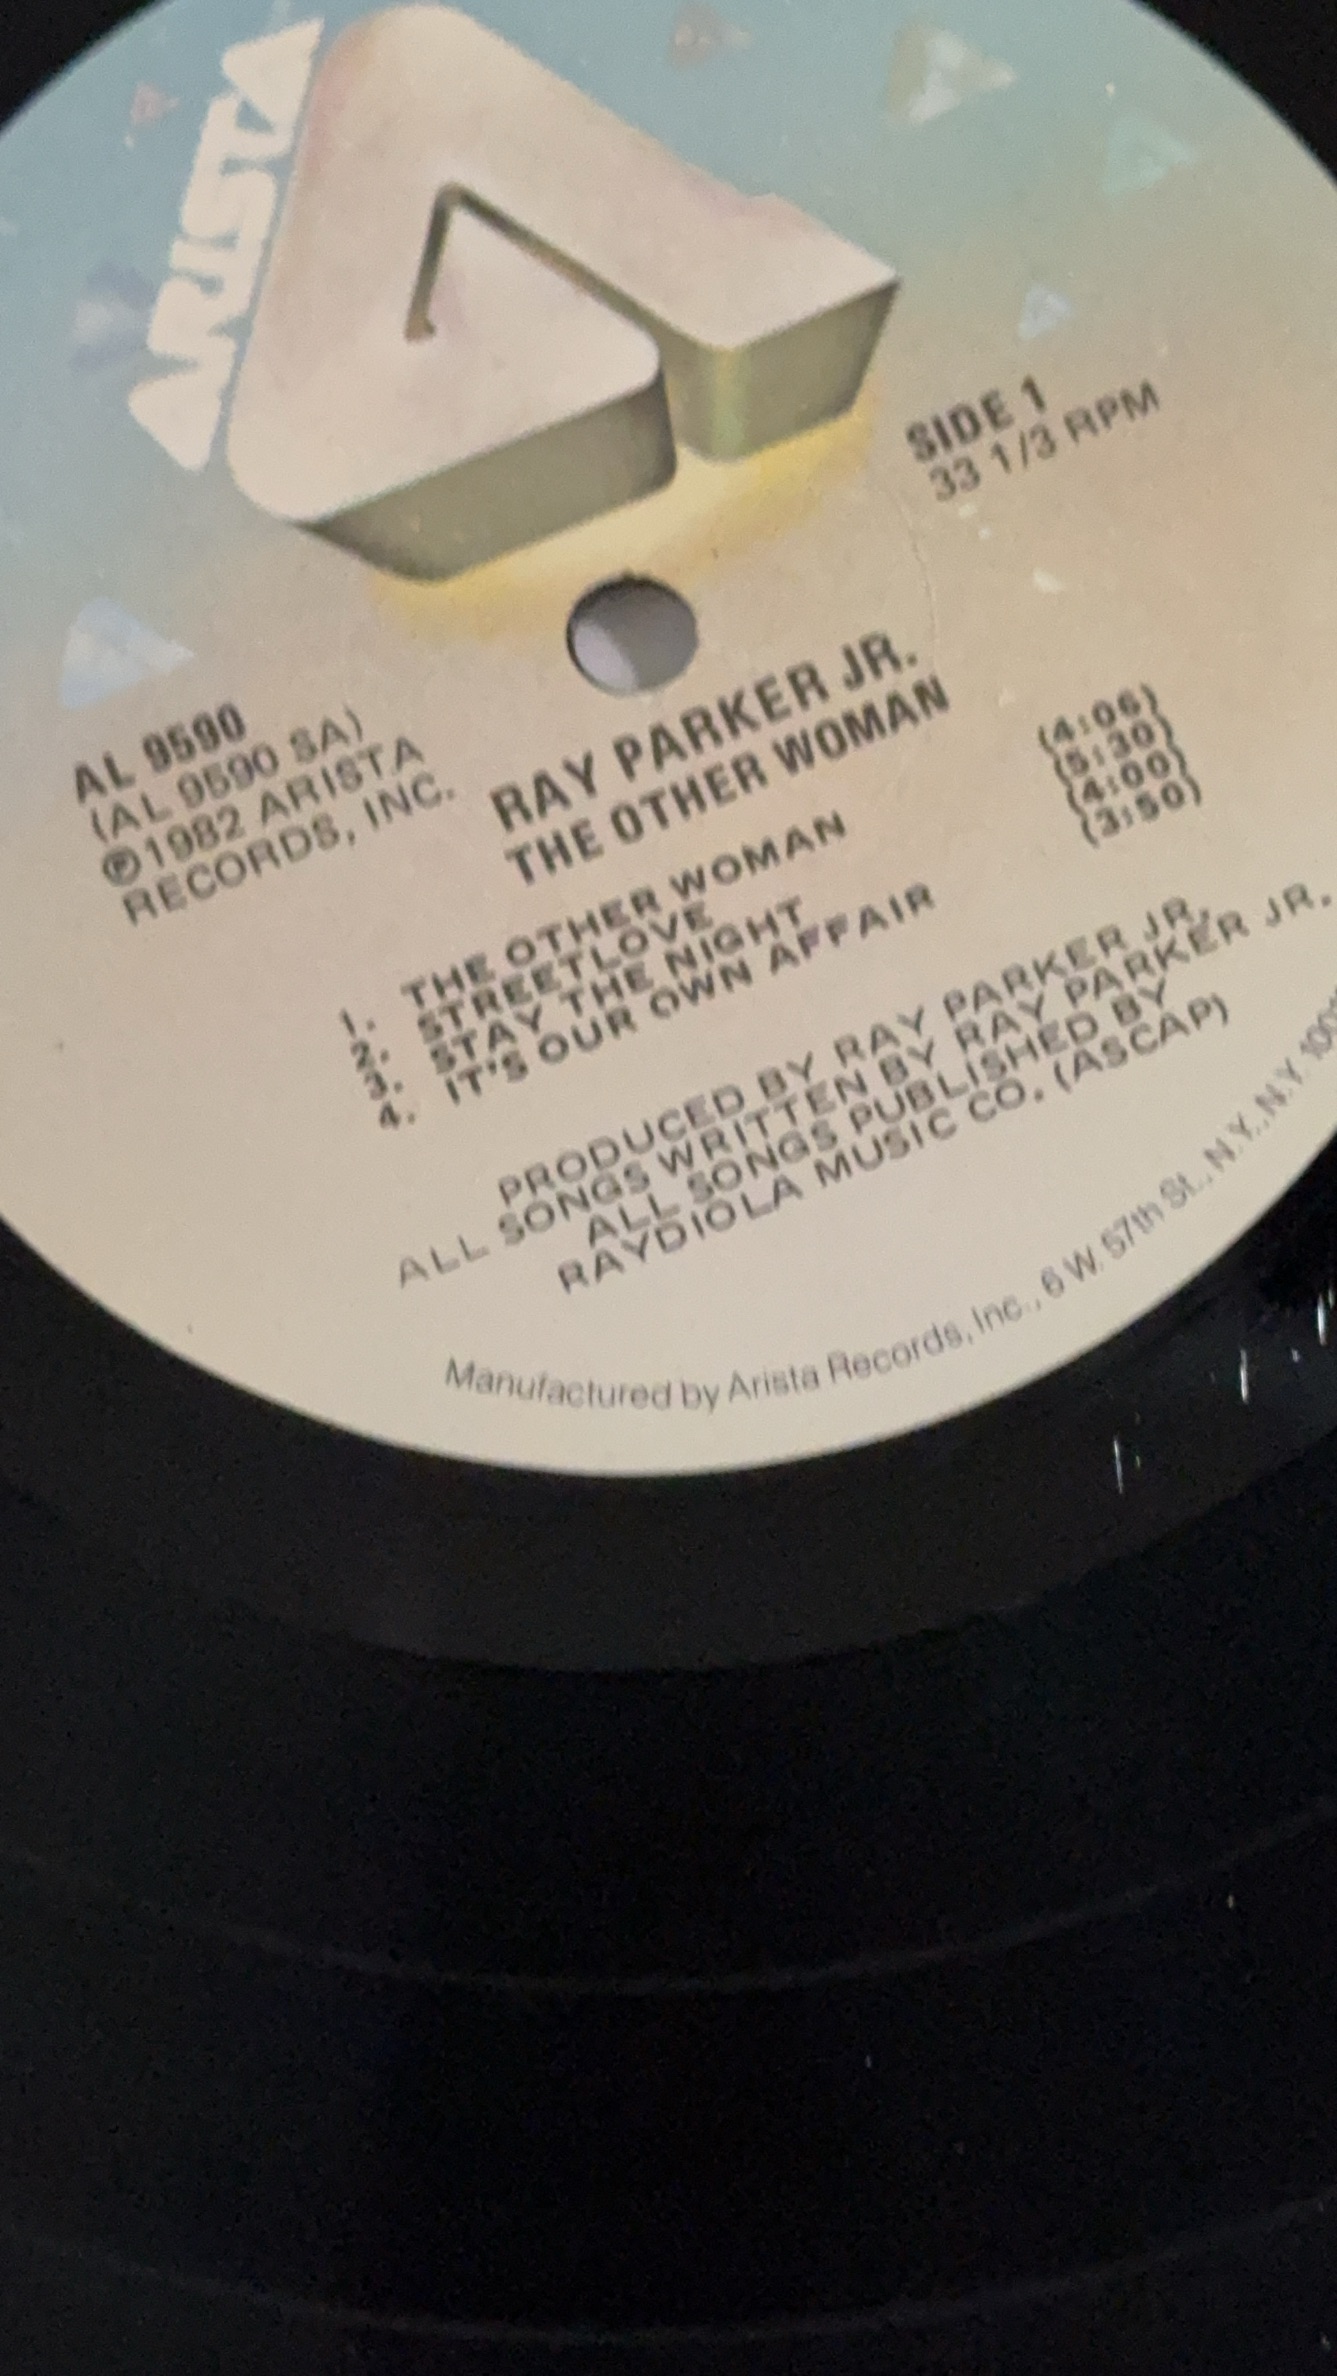 ARISTA
SIDE 1
33 1/3 RPM
AL 9590
(AL 9590 SA)
℗1982 ARISTA
RECORDS, INC.
RAY PARKER JR.
THE OTHER WOMAN
1. THE OTHER WOMAN (4:06)
2. STREETLOVE (5:30)
3. STAY THE NIGHT (4:00)
4. IT'S OUR OWN AFFAIR (3:50)
PRODUCED BY RAY PARKER JR.
ALL SONGS WRITTEN BY RAY PARKER JR.
ALL SONGS PUBLISHED BY
RAYDIOLA MUSIC CO. (ASCAP)
Manufactured by Arista Records, Inc., 6 W. 57th St., N.Y., N.Y.